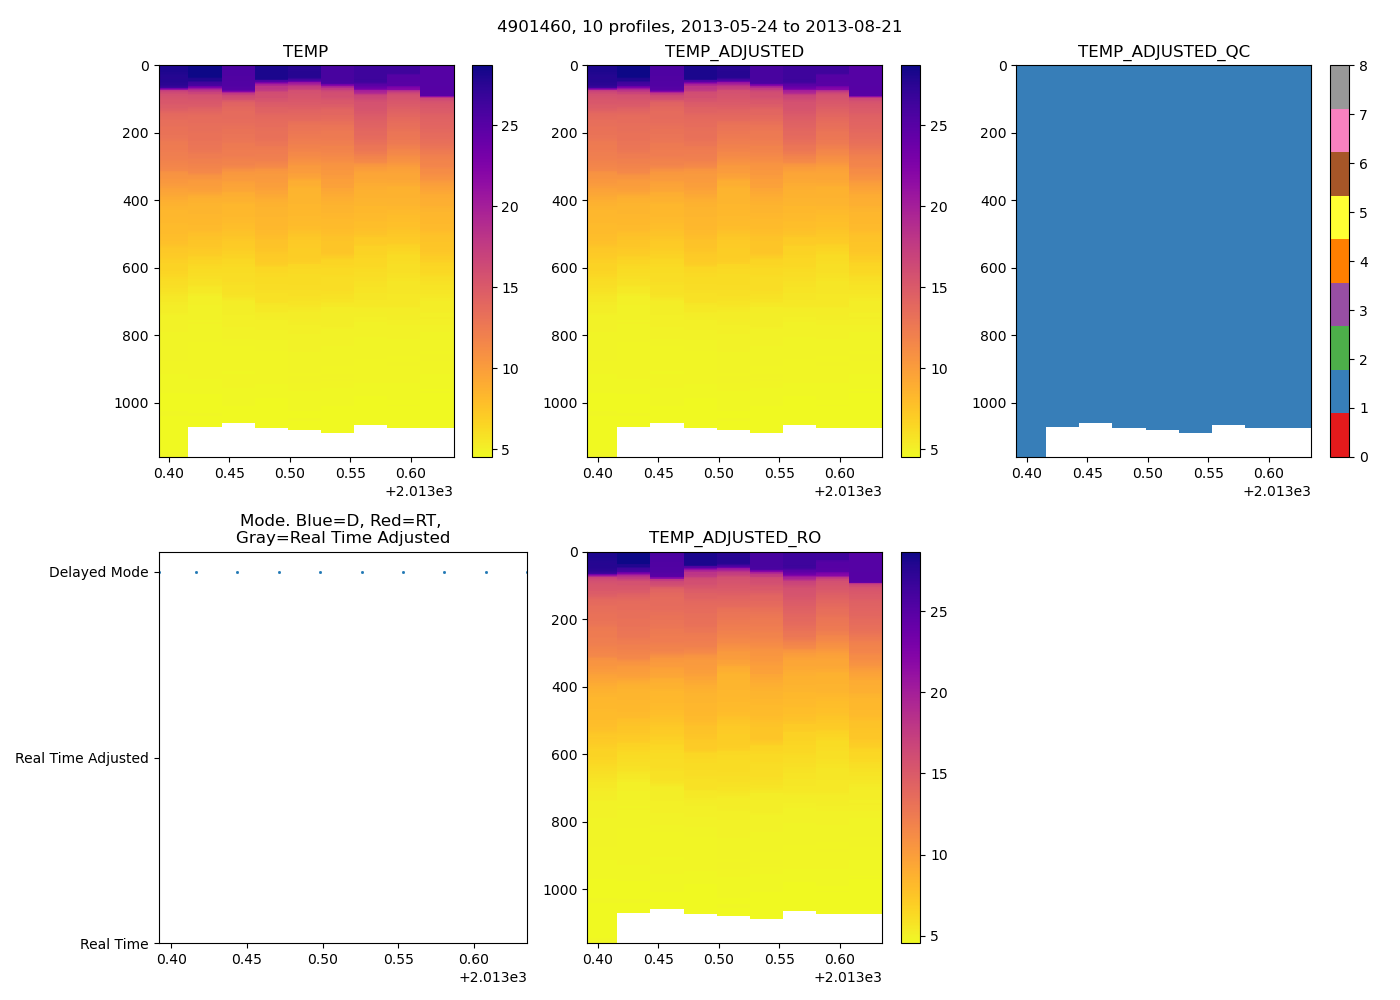 4901460, 10 profiles, 2013-05-24 to 2013-08-21
TEMP
0
200
400
600
800
1000
0.40 0.45 0.50 0.55 0.60
+2.013e3
25
20
15
10
5
TEMP_ADJUSTED
0
200
400
600
800
1000
0.40 0.45 0.50 0.55 0.60
+2.013e3
25
20
15
10
5
TEMP_ADJUSTED_QC
0
200
400
600
800
1000
0.40 0.45 0.50 0.55 0.60
+2.013e3
8
7
6
5
4
3
2
1
0
Mode. Blue=D, Red=RT,
Gray=Real Time Adjusted
Delayed Mode
Real Time Adjusted
Real Time
0.40 0.45 0.50 0.55 0.60
+2.013e3
TEMP_ADJUSTED_RO
0
200
400
600
800
1000
0.40 0.45 0.50 0.55 0.60
+2.013e3
25
20
15
10
5